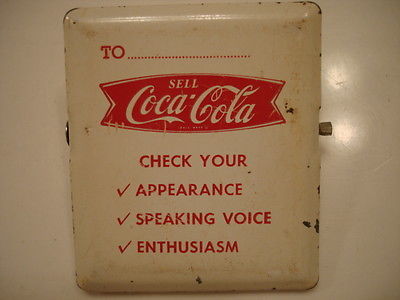 TO..............................
SELL
Coca-Cola
CHECK YOUR
✓ APPEARANCE
✓ SPEAKING VOICE
✓ ENTHUSIASM